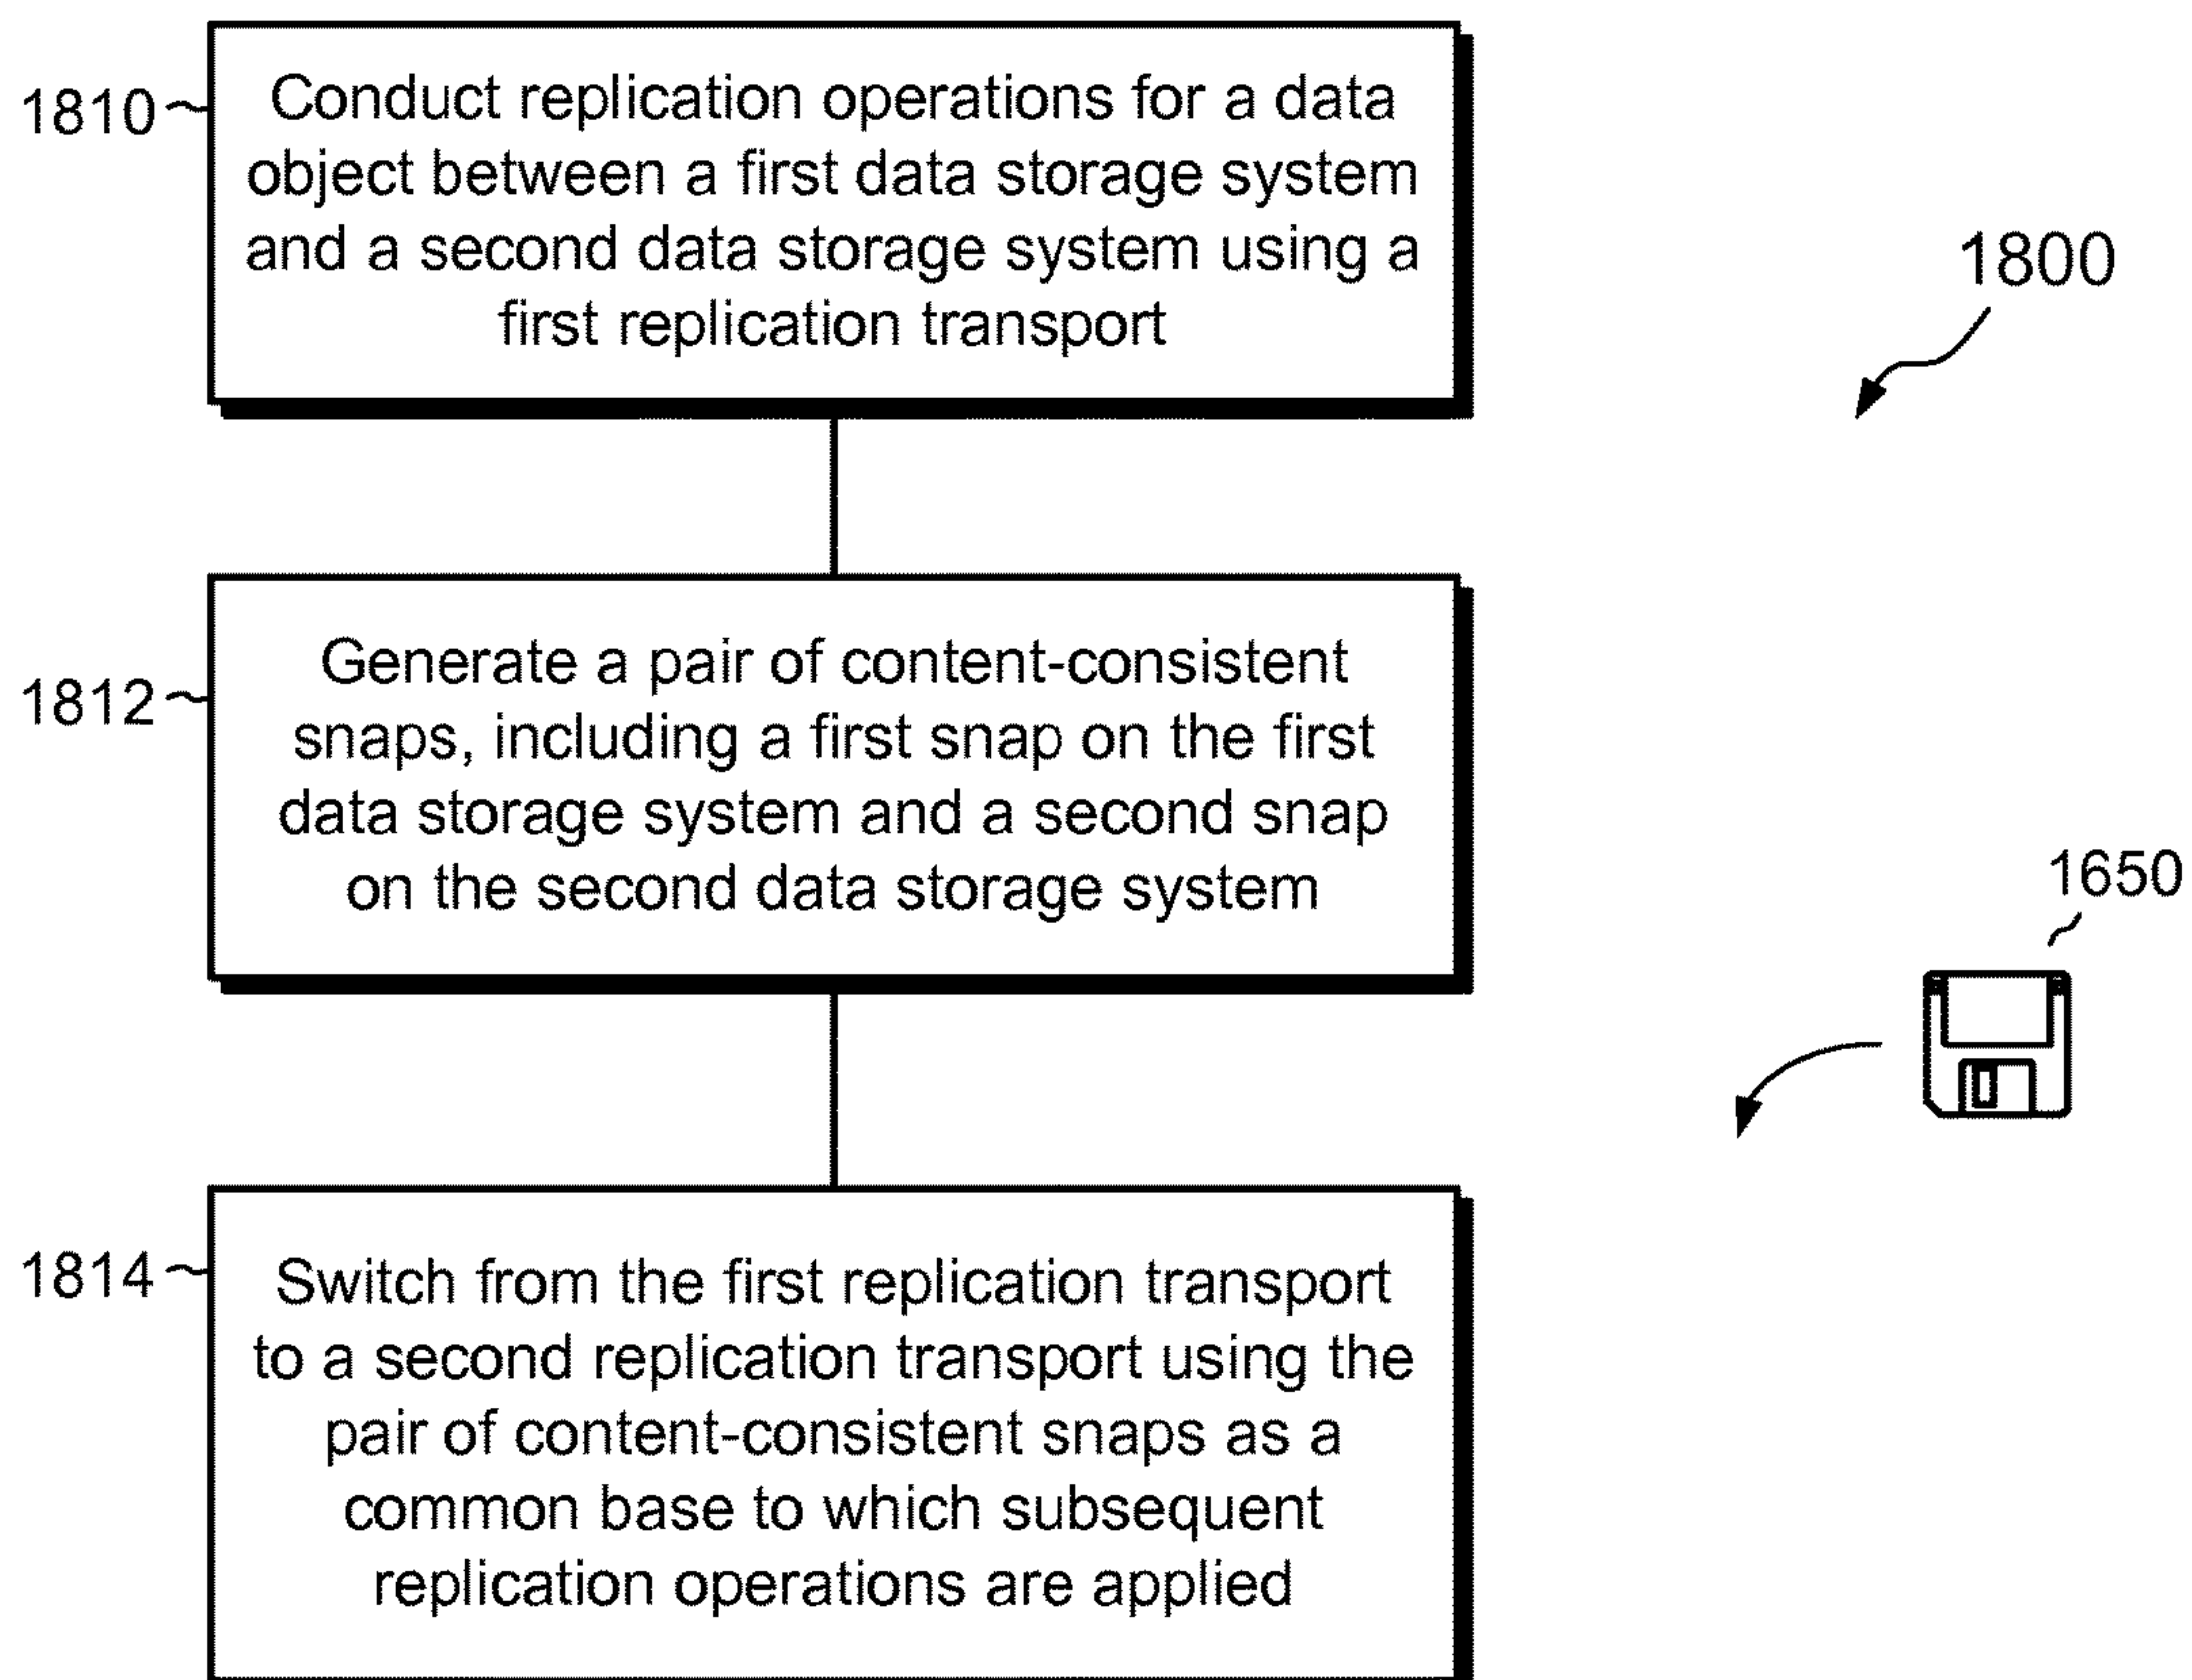 1810
Conduct replication operations for a data
object between a first data storage system
and a second data storage system using a
first replication transport
1800
1812
Generate a pair of content-consistent
snaps, including a first snap on the first
data storage system and a second snap
on the second data storage system
1650
1814
Switch from the first replication transport
to a second replication transport using the
pair of content-consistent snaps as a
common base to which subsequent
replication operations are applied